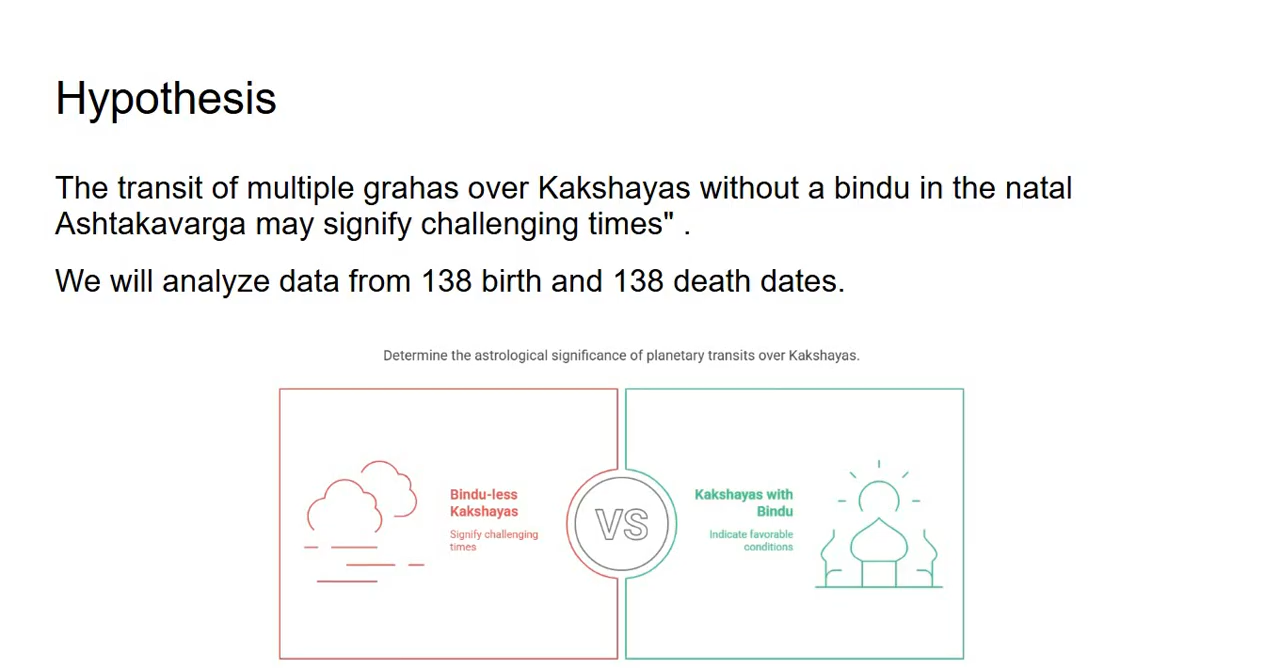 Hypothesis
The transit of multiple grahas over Kakshayas without a bindu in the natal
Ashtakavarga may signify challenging times" .
We will analyze data from 138 birth and 138 death dates.
Determine the astrological significance of planetary transits over Kakshayas.
Bindu-less
Kakshayas
Signify challenging
times
VS
Kakshayas with
Bindu
Indicate favorable
conditions